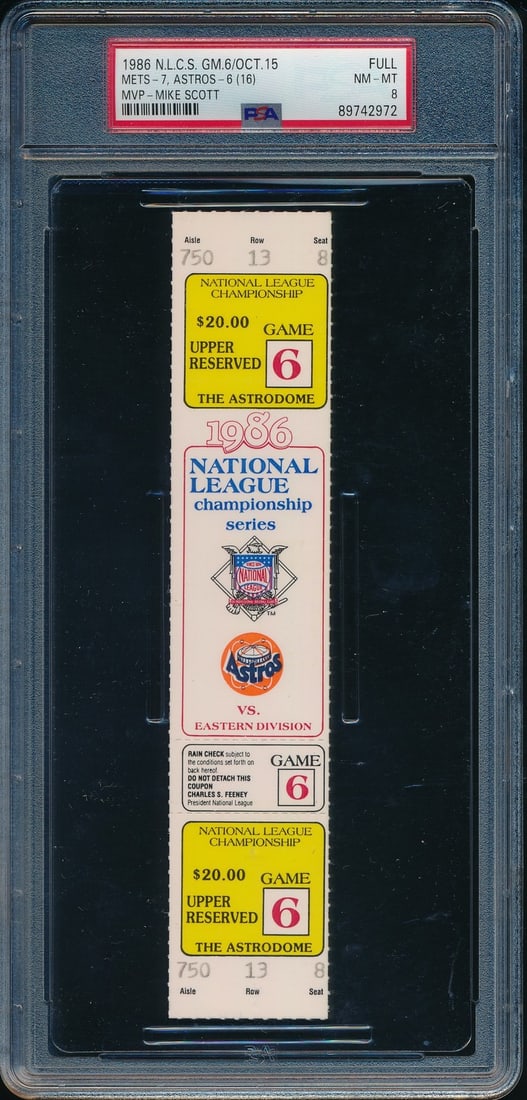 1986 N.L.C.S. GM.6/OCT.15 FULL
METS-7, ASTROS-6 (16) NM-MT
MVP-MIKE SCOTT 8
PSA 89742972
Aisle Row Seat
750 13 8
NATIONAL LEAGUE
CHAMPIONSHIP
$20.00 GAME
UPPER
RESERVED 6
THE ASTRODOME
1986
NATIONAL
LEAGUE
championship
series
NATIONAL
TM
Astros
VS.
EASTERN DIVISION
RAIN CHECK subject to
the conditions set forth on
back hereof.
DO NOT DETACH THIS
COUPON
CHARLES S. FEENEY
President National League
GAME
6
NATIONAL LEAGUE
CHAMPIONSHIP
$20.00 GAME
UPPER
RESERVED 6
THE ASTRODOME
750 13 8
Aisle Row Seat